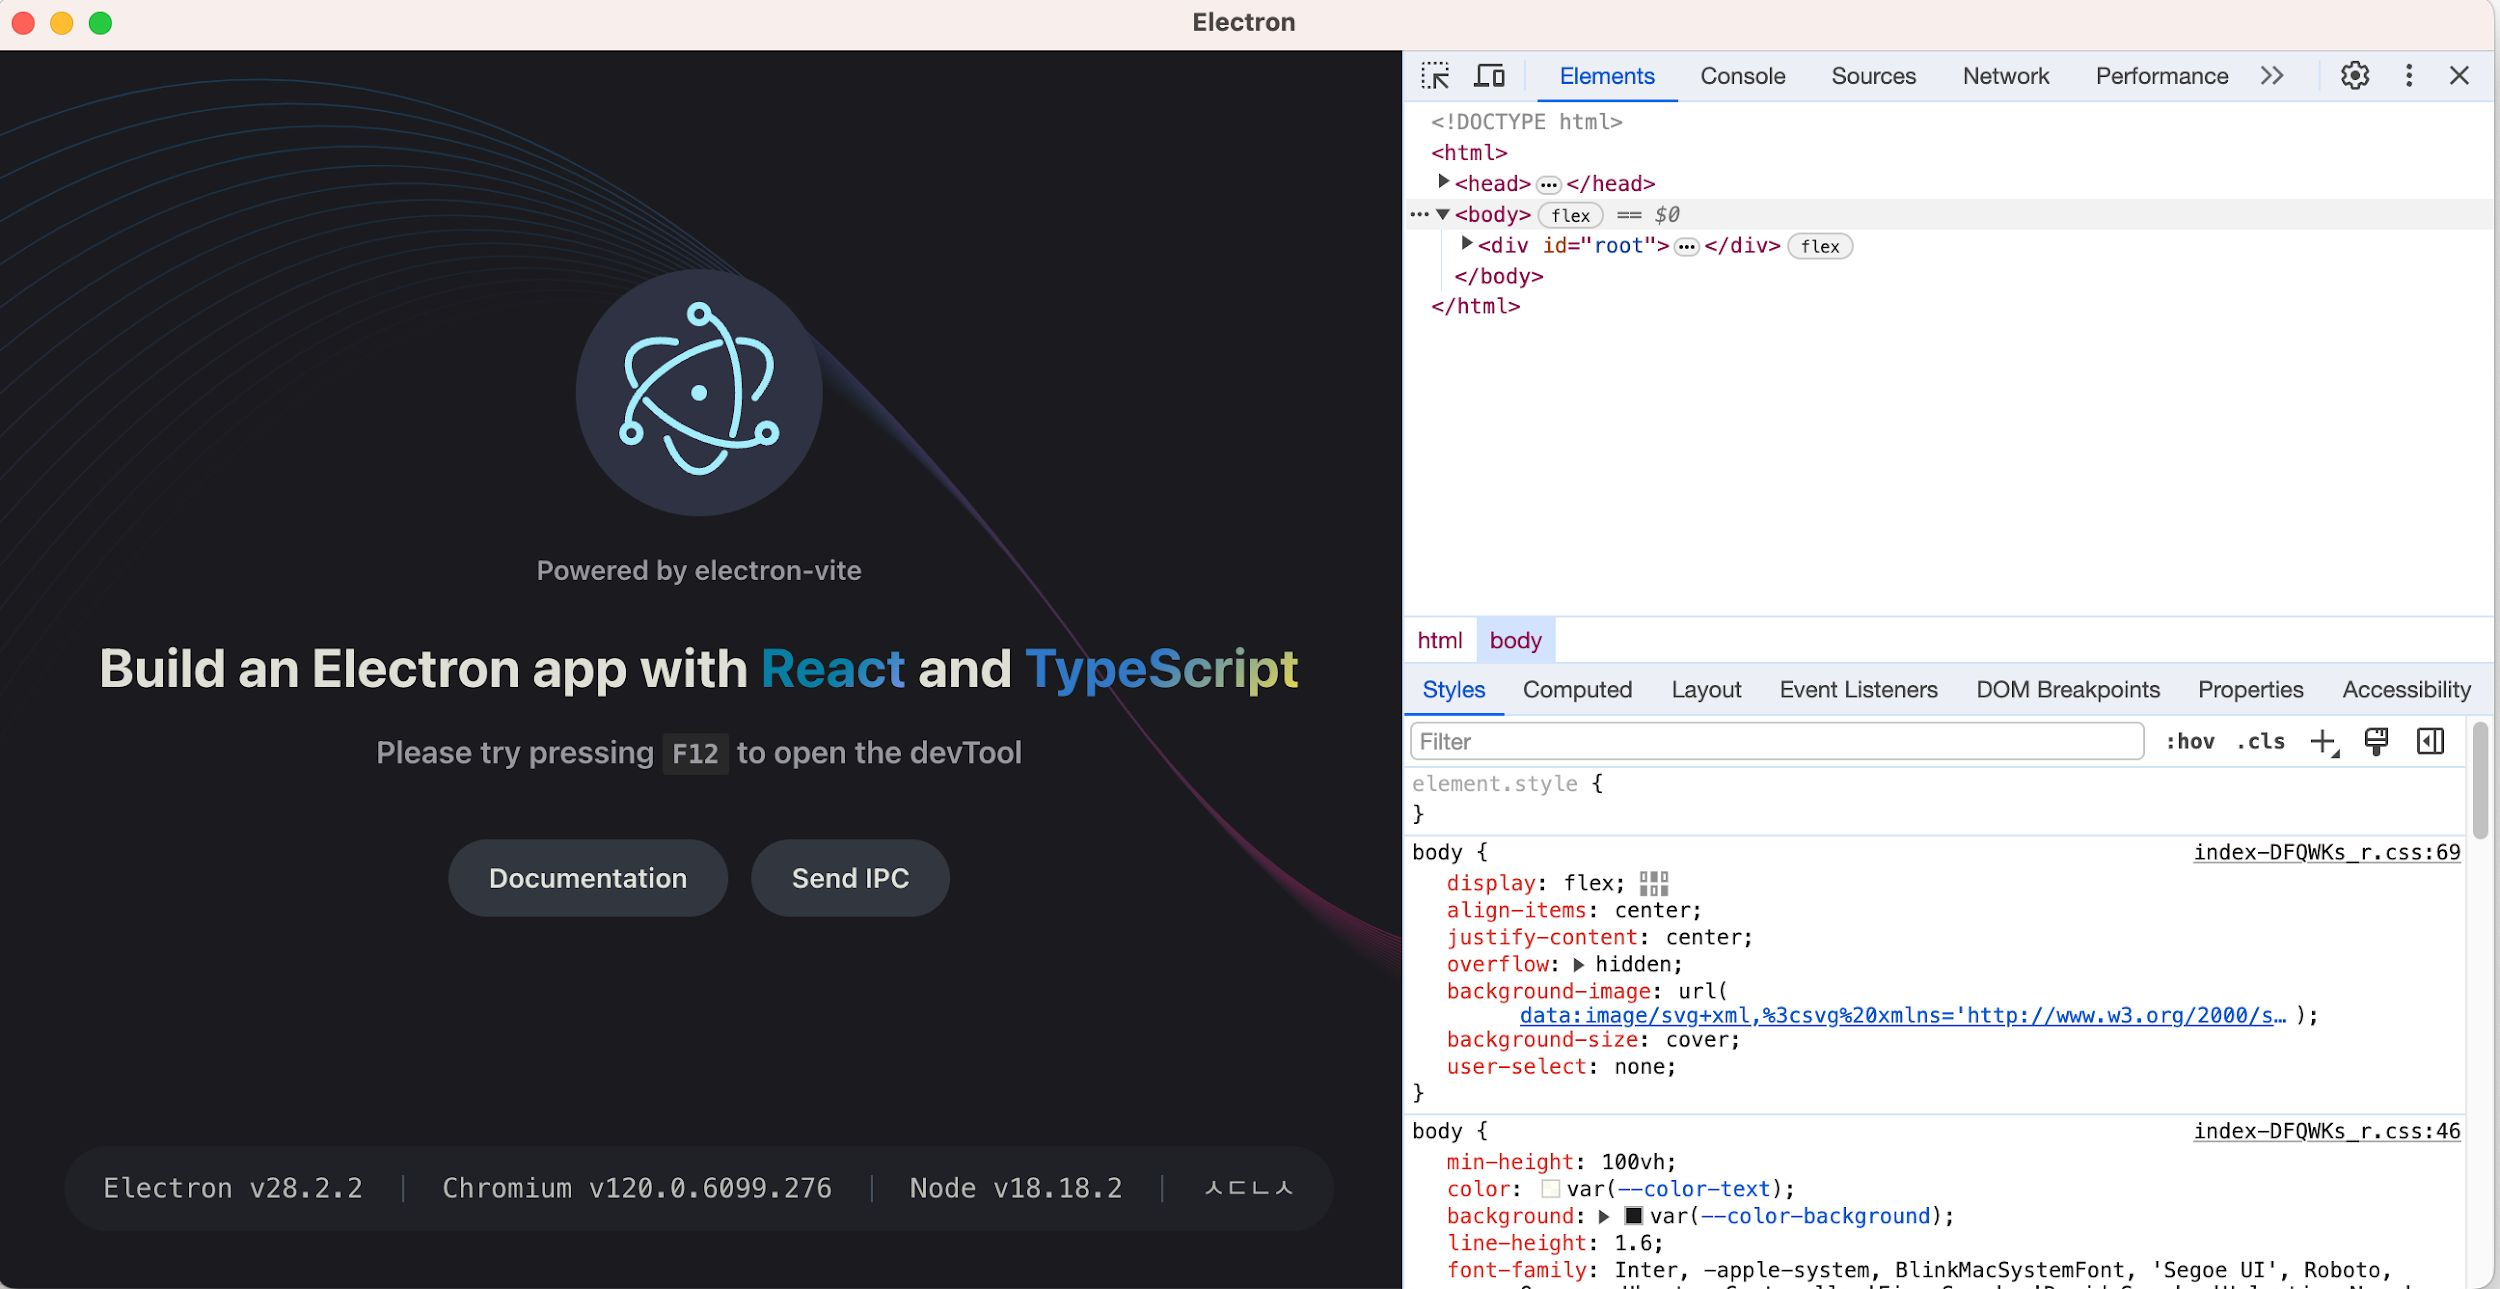 Electron
Powered by electron-vite
Build an Electron app with React and TypeScript
Please try pressing F12 to open the devTool
Documentation
Send IPC
Electron v28.2.2 | Chromium v120.0.6099.276 | Node v18.18.2 | ㅅㄷㄴㅅ
Elements Console Sources Network Performance
<!DOCTYPE html>
<html>
<head>…</head>
<body> flex == $0
<div id="root">…</div> flex
</body>
</html>
html body
Styles Computed Layout Event Listeners DOM Breakpoints Properties Accessibility
Filter :hov .cls
element.style {
}
body { index-DFQWKs_r.css:69
display: flex;
align-items: center;
justify-content: center;
overflow: hidden;
background-image: url(
data:image/svg+xml,%3csvg%20xmlns='http://www.w3.org/2000/s… );
background-size: cover;
user-select: none;
}
body { index-DFQWKs_r.css:46
min-height: 100vh;
color: var(--color-text);
background: var(--color-background);
line-height: 1.6;
font-family: Inter, -apple-system, BlinkMacSystemFont, 'Segoe UI', Roboto,